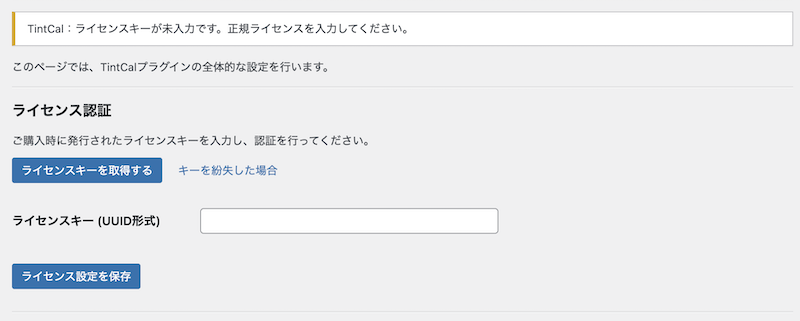 TintCal：ライセンスキーが未入力です。正規ライセンスを入力してください。
このページでは、TintCalプラグインの全体的な設定を行います。
ライセンス認証
ご購入時に発行されたライセンスキーを入力し、認証を行ってください。
ライセンスキーを取得する キーを紛失した場合
ライセンスキー (UUID形式)
ライセンス設定を保存